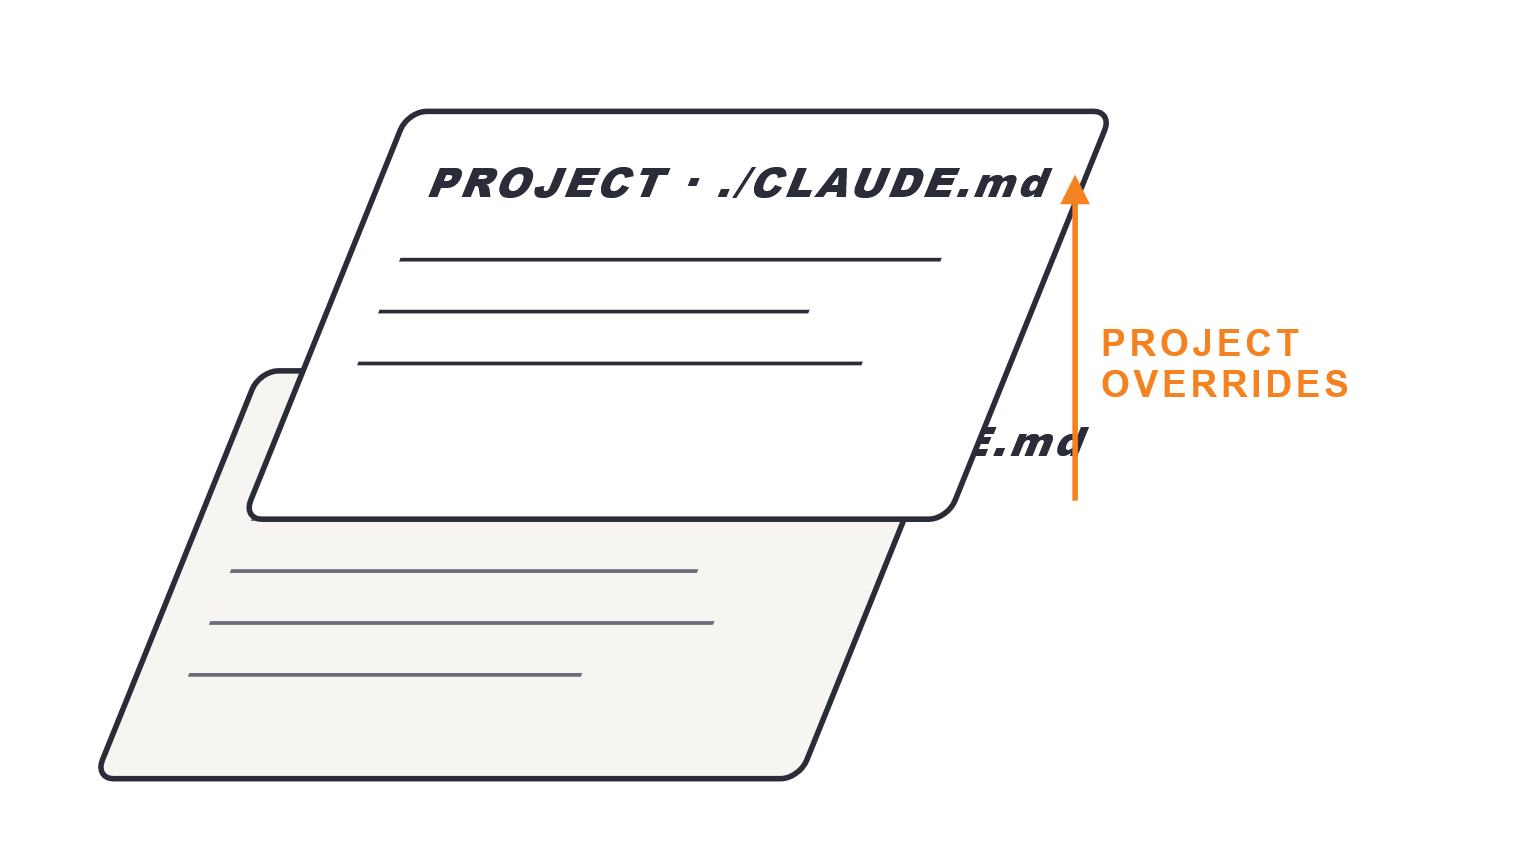 PROJECT · ./CLAUDE.md
PROJECT
OVERRIDES
E.md